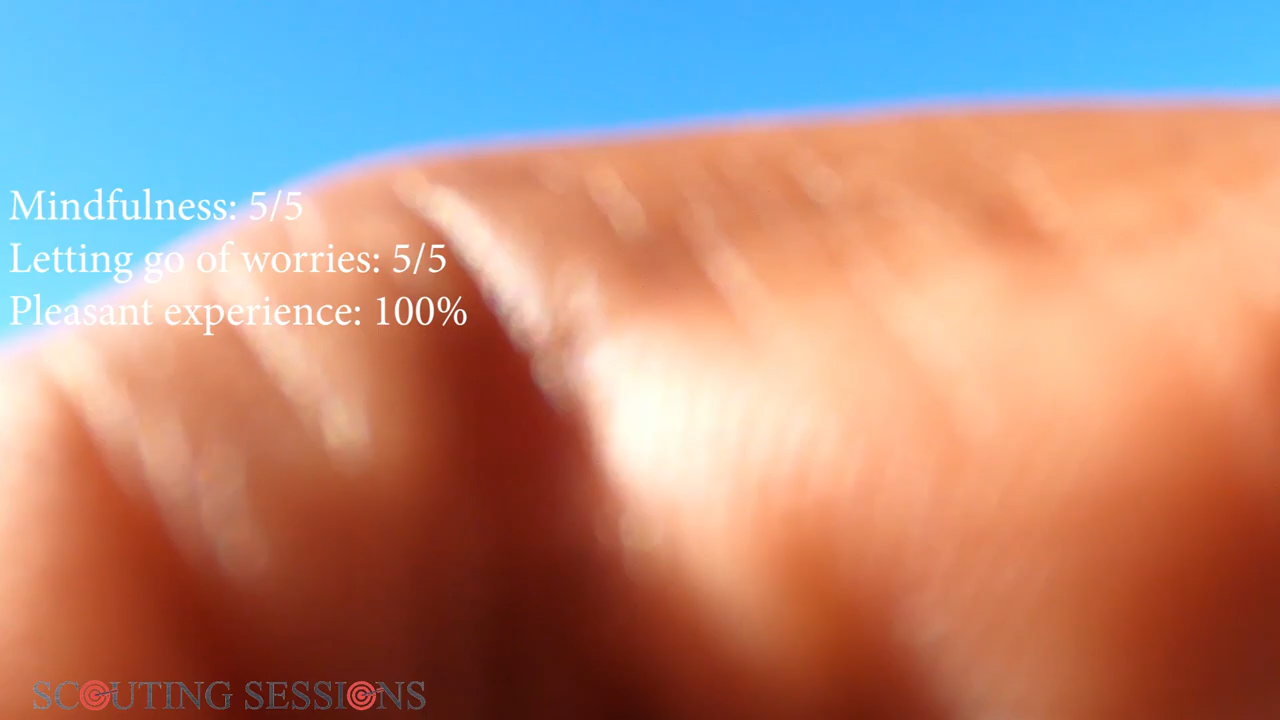 Mindfulness: 5/5
Letting go of worries: 5/5
Pleasant experience: 100%
SCOUTING SESSIONS